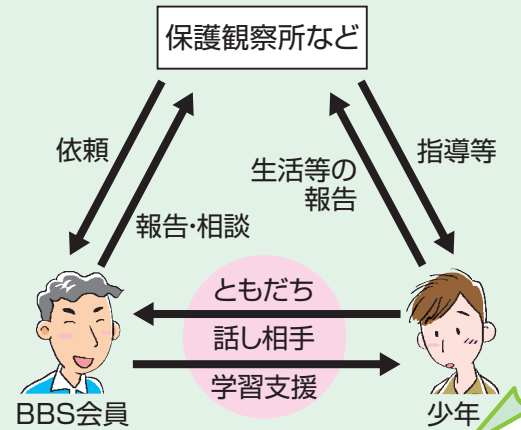 保護観察所など
依頼
報告・相談
生活等の
報告
指導等
ともだち
話し相手
学習支援
BBS会員
少年